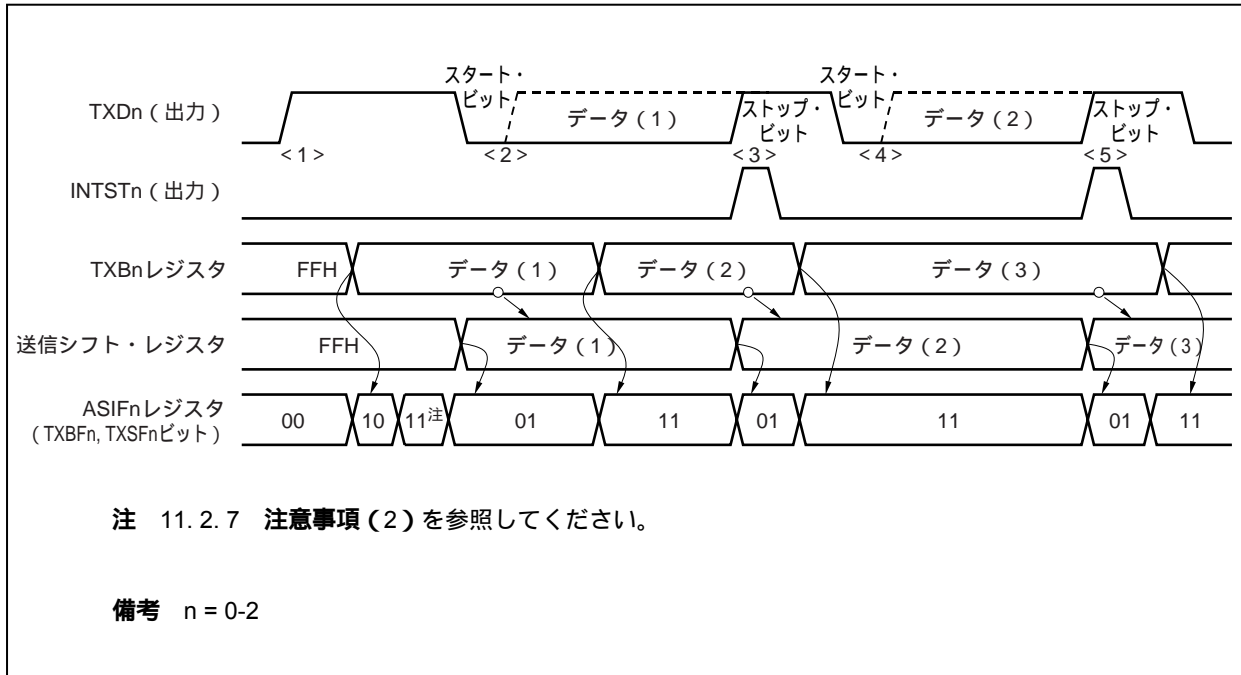 スタート・
ビット
スタート・
ビット
TXDn（出力）
データ（1）
ストップ・
ビット
データ（2）
ストップ・
ビット
<1>
<2>
<3>
<4>
<5>
INTSTn（出力）
TXBnレジスタ
FFH
データ（1）
データ（2）
データ（3）
送信シフト・レジスタ
FFH
データ（1）
データ（2）
データ（3）
ASIFnレジスタ
（TXBFn, TXSFnビット）
00
10
11注
01
11
01
11
01
11
注 11. 2. 7 注意事項（2）を参照してください。
備考 n = 0-2